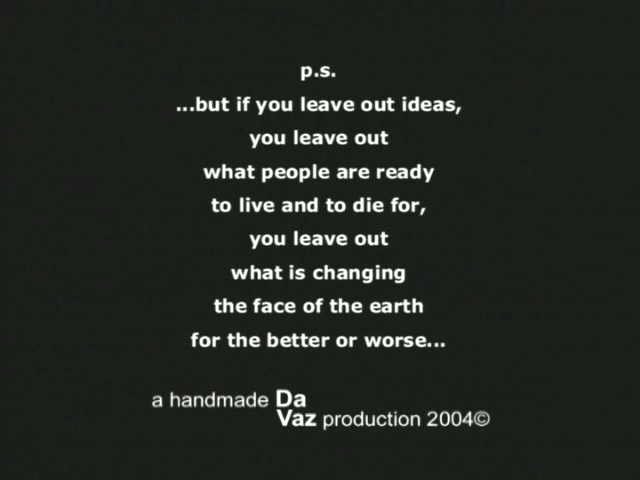 p.s.
...but if you leave out ideas,
you leave out
what people are ready
to live and to die for,
you leave out
what is changing
the face of the earth
for the better or worse...
a handmade Da
Vaz production 2004©